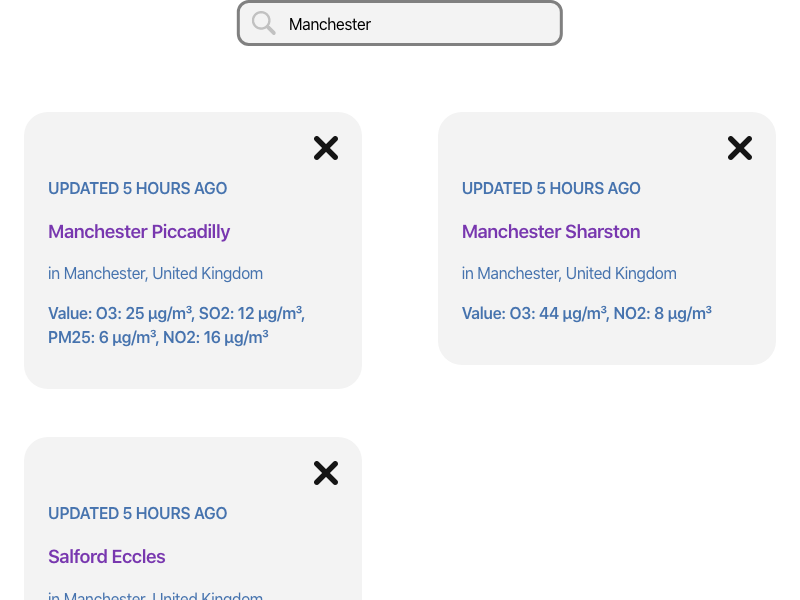 Manchester
UPDATED 5 HOURS AGO
Manchester Piccadilly
in Manchester, United Kingdom
Value: O3: 25 µg/m³, SO2: 12 µg/m³,
PM25: 6 µg/m³, NO2: 16 µg/m³
UPDATED 5 HOURS AGO
Manchester Sharston
in Manchester, United Kingdom
Value: O3: 44 µg/m³, NO2: 8 µg/m³
UPDATED 5 HOURS AGO
Salford Eccles
in Manchester, United Kingdom